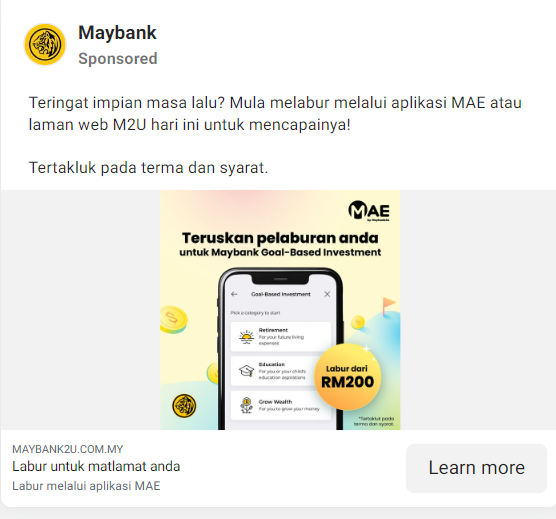 Maybank
Sponsored
Teringat impian masa lalu? Mula melabur melalui aplikasi MAE atau
laman web M2U hari ini untuk mencapainya!
Tertakluk pada terma dan syarat.
MAE
by Maybank2u
Teruskan pelaburan anda
untuk Maybank Goal-Based Investment
Goal-Based Investment
Pick a category to start
Retirement
For your future living
expenses
Education
For you or your child's
education aspirations
Grow Wealth
For you to grow your money
Labur dari
RM200
*Tertakluk pada
terma dan syarat.
MAYBANK2U.COM.MY
Labur untuk matlamat anda
Labur melalui aplikasi MAE
Learn more